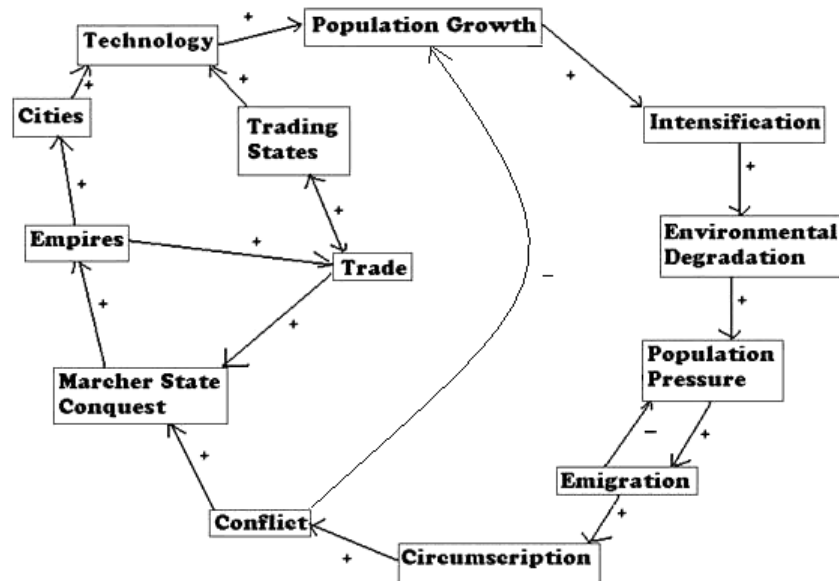 Population Growth
+
Technology
+
+
+
Cities
+
Trading
States
Intensification
+
+
+
Empires
+
Trade
Environmental
Degradation
−
+
+
+
Population
Pressure
Marcher State
Conquest
−
+
+
Emigration
+
Conflict
+
Circumscription